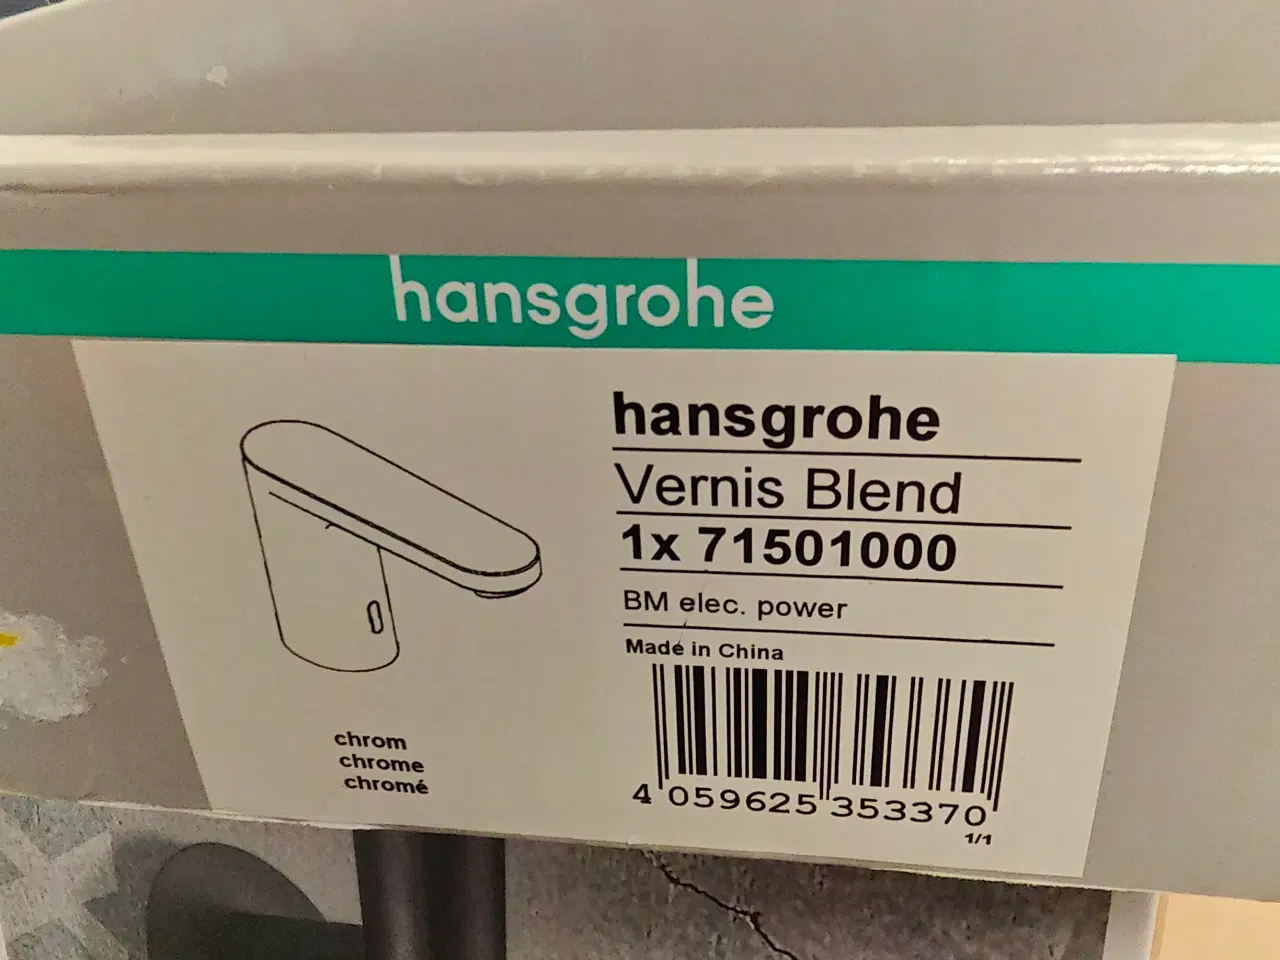 hansgrohe
hansgrohe
Vernis Blend
1x 71501000
BM elec. power
Made in China
chrom
chrome
chromé
4 059625 353370
1/1